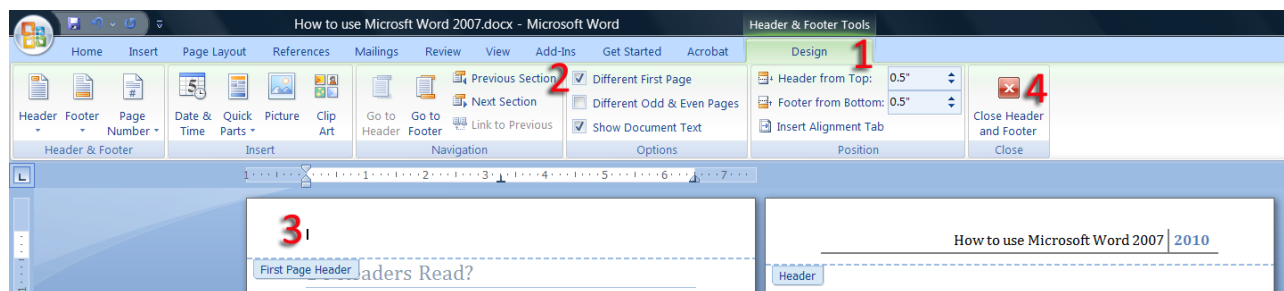 How to use Microsft Word 2007.docx - Microsoft Word
Header & Footer Tools
Home Insert Page Layout References Mailings Review View Add-Ins Get Started Acrobat Design
1
Header Footer Page Number
Header & Footer
Date & Time Quick Parts Picture Clip Art
Insert
Go to Header Go to Footer
Previous Section
Next Section
Link to Previous
Navigation
2
Different First Page
Different Odd & Even Pages
Show Document Text
Options
Header from Top: 0.5"
Footer from Bottom: 0.5"
Insert Alignment Tab
Position
4
Close Header and Footer
Close
L
1 1 2 3 4 5 6 7
3
First Page Header
aders Read?
How to use Microsoft Word 2007 2010
Header